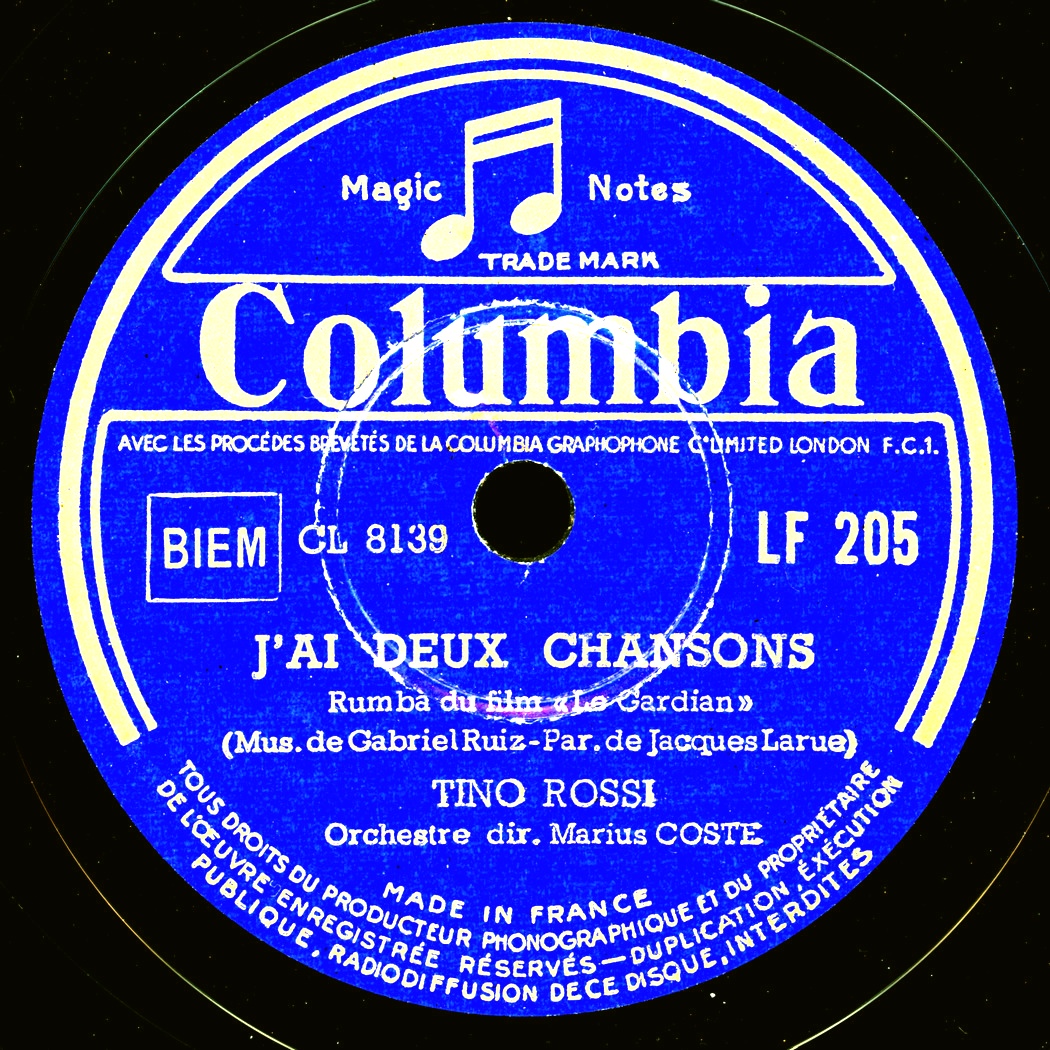 Magic Notes
TRADE MARK
Columbia
AVEC LES PROCÉDES BREVETÉS DE LA COLUMBIA GRAPHOPHONE Cº LIMITED LONDON F.C.1.
BIEM CL 8139 LF 205
J'AI DEUX CHANSONS
Rumba du film «Le Gardian»
(Mus. de Gabriel Ruiz-Par. de Jacques Larue)
TINO ROSSI
Orchestre dir. Marius COSTE
MADE IN FRANCE
TOUS DROITS DU PRODUCTEUR PHONOGRAPHIQUE ET DU PROPRIÉTAIRE
DE L'ŒUVRE ENREGISTRÉE RÉSERVÉS — DUPLICATION ÉXÉCUTION
PUBLIQUE, RADIODIFFUSION DE CE DISQUE, INTERDITES